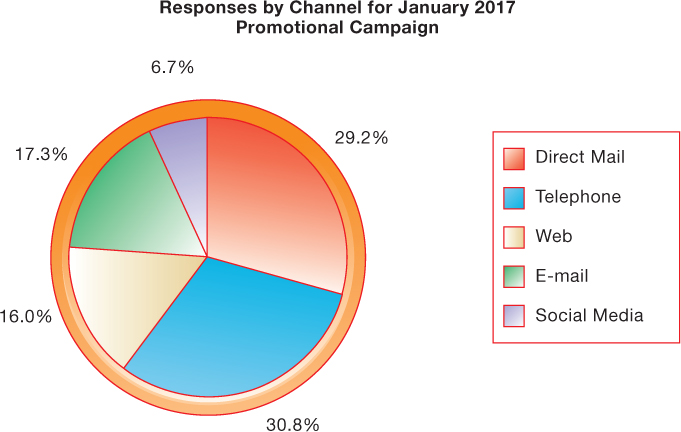 Responses by Channel for January 2017
Promotional Campaign
6.7%
29.2%
17.3%
16.0%
30.8%
Direct Mail
Telephone
Web
E-mail
Social Media